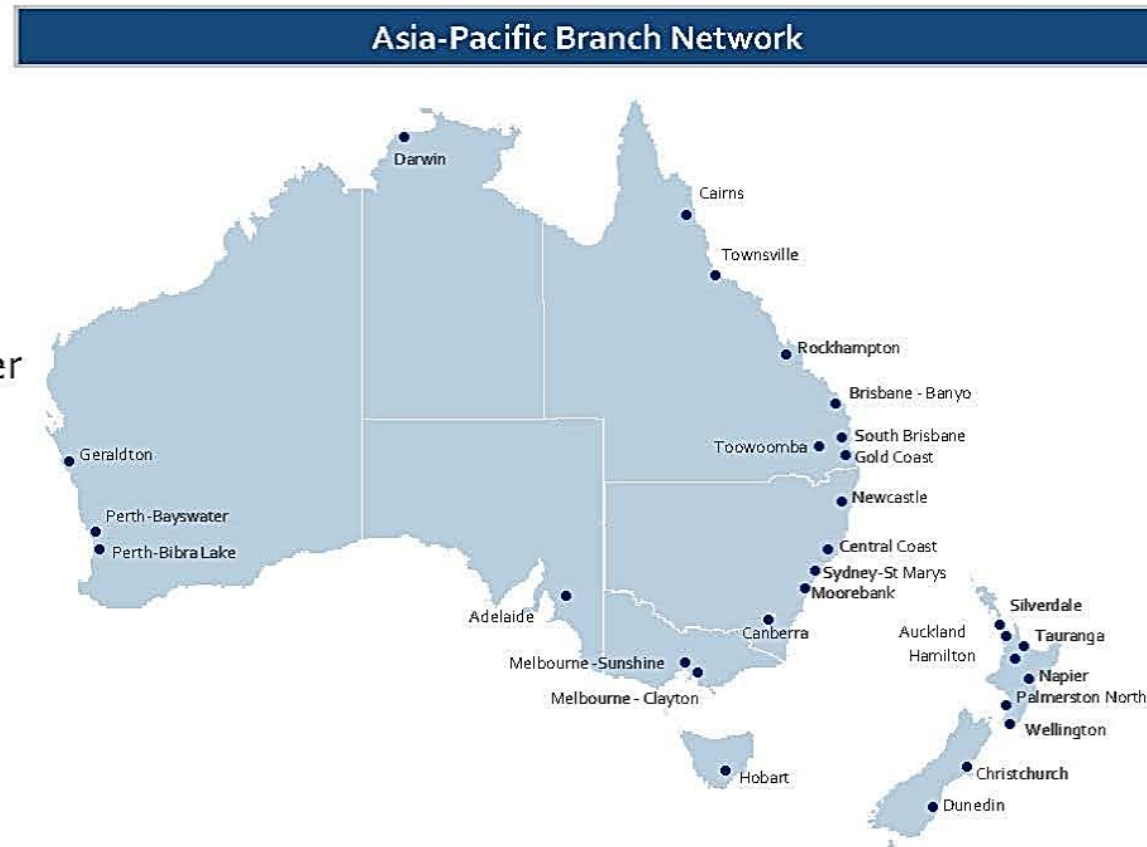 Asia-Pacific Branch Network
Darwin
Cairns
Townsville
Rockhampton
er
Brisbane - Banyo
South Brisbane
Toowoomba
Gold Coast
Geraldton
Newcastle
Perth-Bayswater
Central Coast
Perth-Bibra Lake
Sydney-St Marys
Moorebank
Silverdale
Adelaide
Canberra
Auckland
Tauranga
Hamilton
Melbourne-Sunshine
Napier
Melbourne - Clayton
Palmerston North
Wellington
Christchurch
Hobart
Dunedin